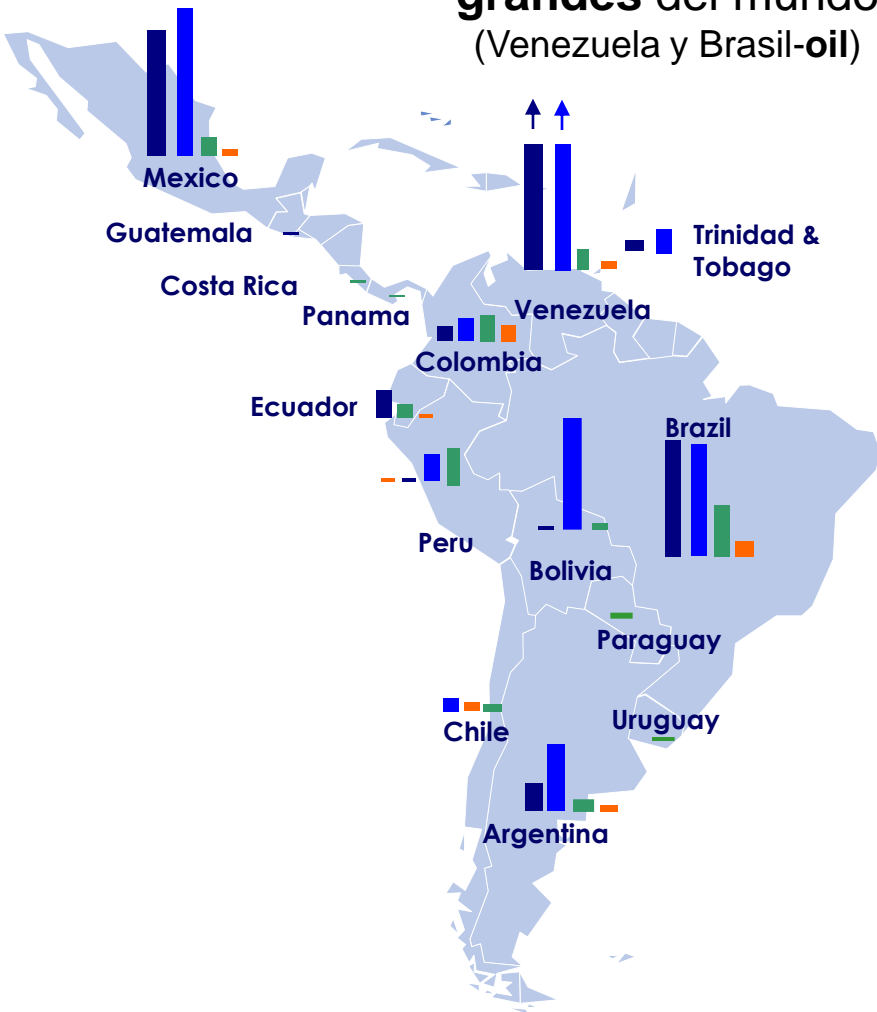 grandes del mundo
(Venezuela y Brasil-oil)
Mexico
Guatemala
Trinidad &
Tobago
Costa Rica
Panama
Venezuela
Colombia
Ecuador
Brazil
Peru
Bolivia
Paraguay
Uruguay
Chile
Argentina